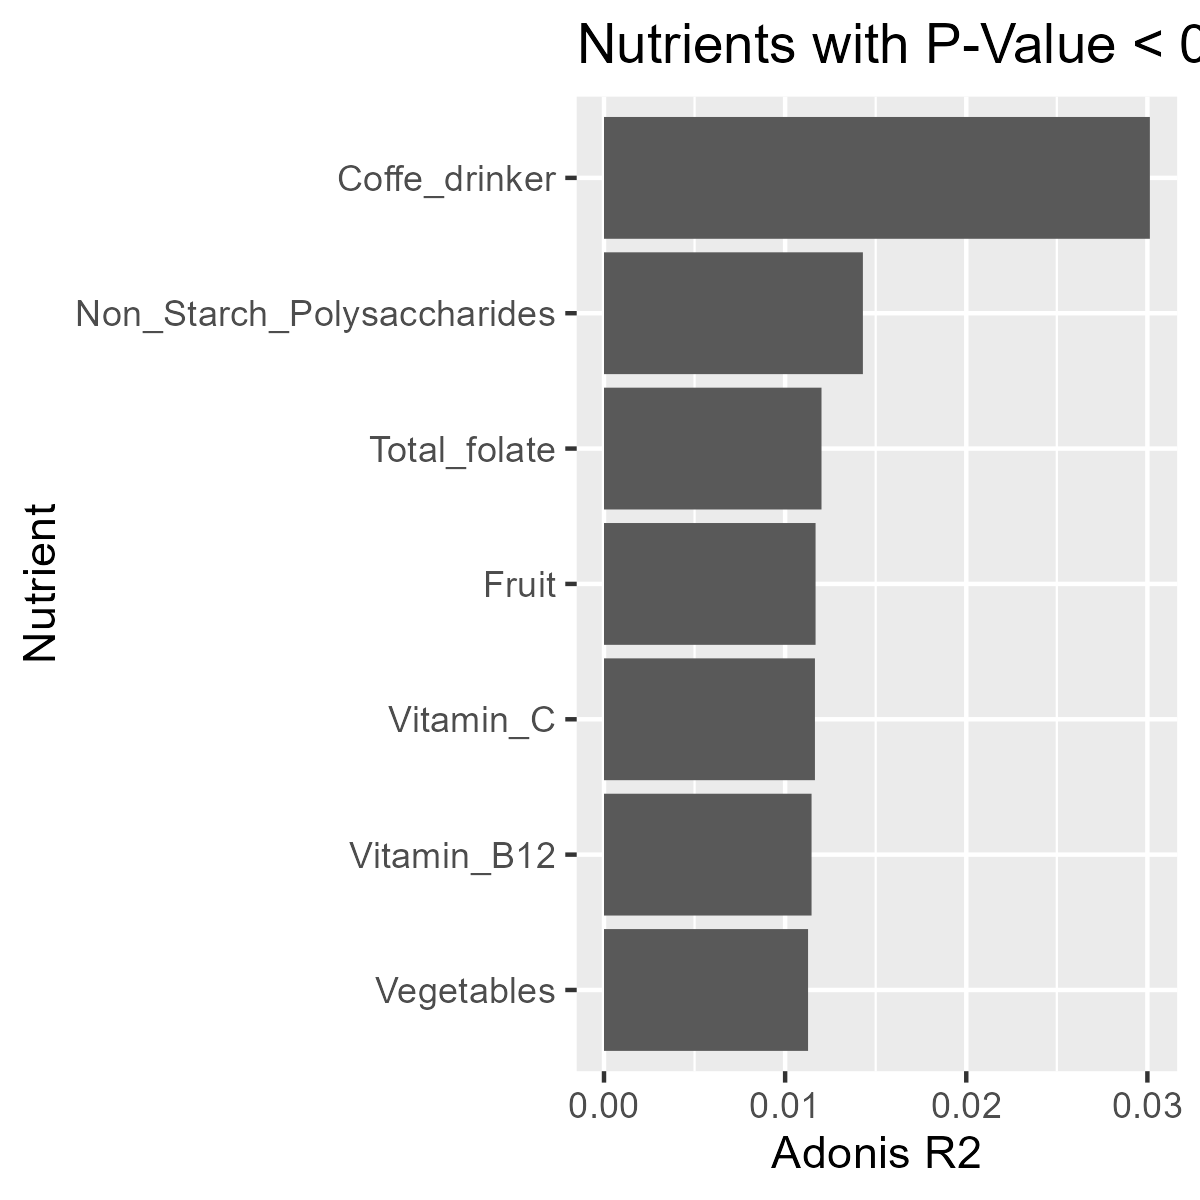 Nutrients with P-Value < 0
Coffe_drinker
Non_Starch_Polysaccharides
Total_folate
Fruit
Vitamin_C
Vitamin_B12
Vegetables
Nutrient
0.00 0.01 0.02 0.03
Adonis R2